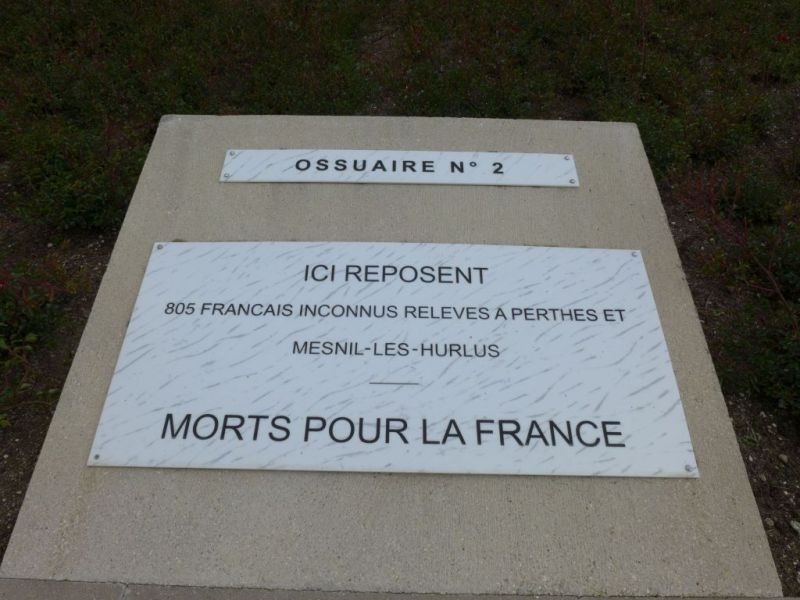 OSSUAIRE N° 2
ICI REPOSENT
805 FRANCAIS INCONNUS RELEVES A PERTHES ET
MESNIL-LES-HURLUS
MORTS POUR LA FRANCE